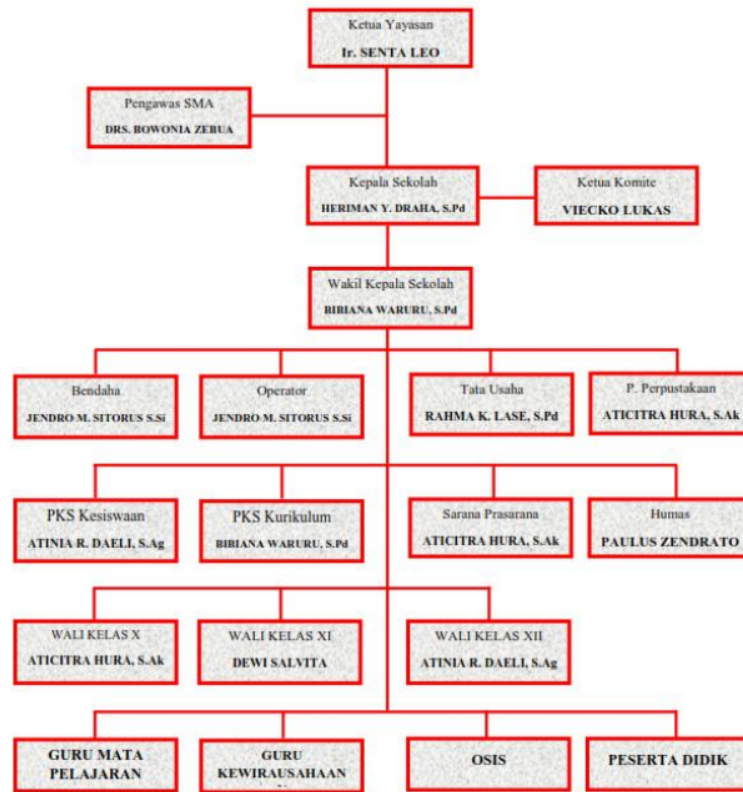 Ketua Yayasan
Ir. SENTA LEO
Pengawas SMA
DRS. BOWONIA ZEBUA
Kepala Sekolah
HERIMAN Y. DRAHA, S.Pd
Ketua Komite
VIECKO LUKAS
Wakil Kepala Sekolah
BIBIANA WARURU, S.Pd
Bendaha
JENDRO M. SITORUS S.Si
Operator
JENDRO M. SITORUS S.Si
Tata Usaha
RAHMA K. LASE, S.Pd
P. Perpustakaan
ATICITRA HURA, S.Ak
PKS Kesiswaan
ATINIA R. DAELI, S.Ag
PKS Kurikulum
BIBIANA WARURU, S.Pd
Sarana Prasarana
ATICITRA HURA, S.Ak
Humas
PAULUS ZENDRATO
WALI KELAS X
ATICITRA HURA, S.Ak
WALI KELAS XI
DEWI SALVITA
WALI KELAS XII
ATINIA R. DAELI, S.Ag
GURU MATA
PELAJARAN
GURU
KEWIRAUSAHAAN
OSIS
PESERTA DIDIK